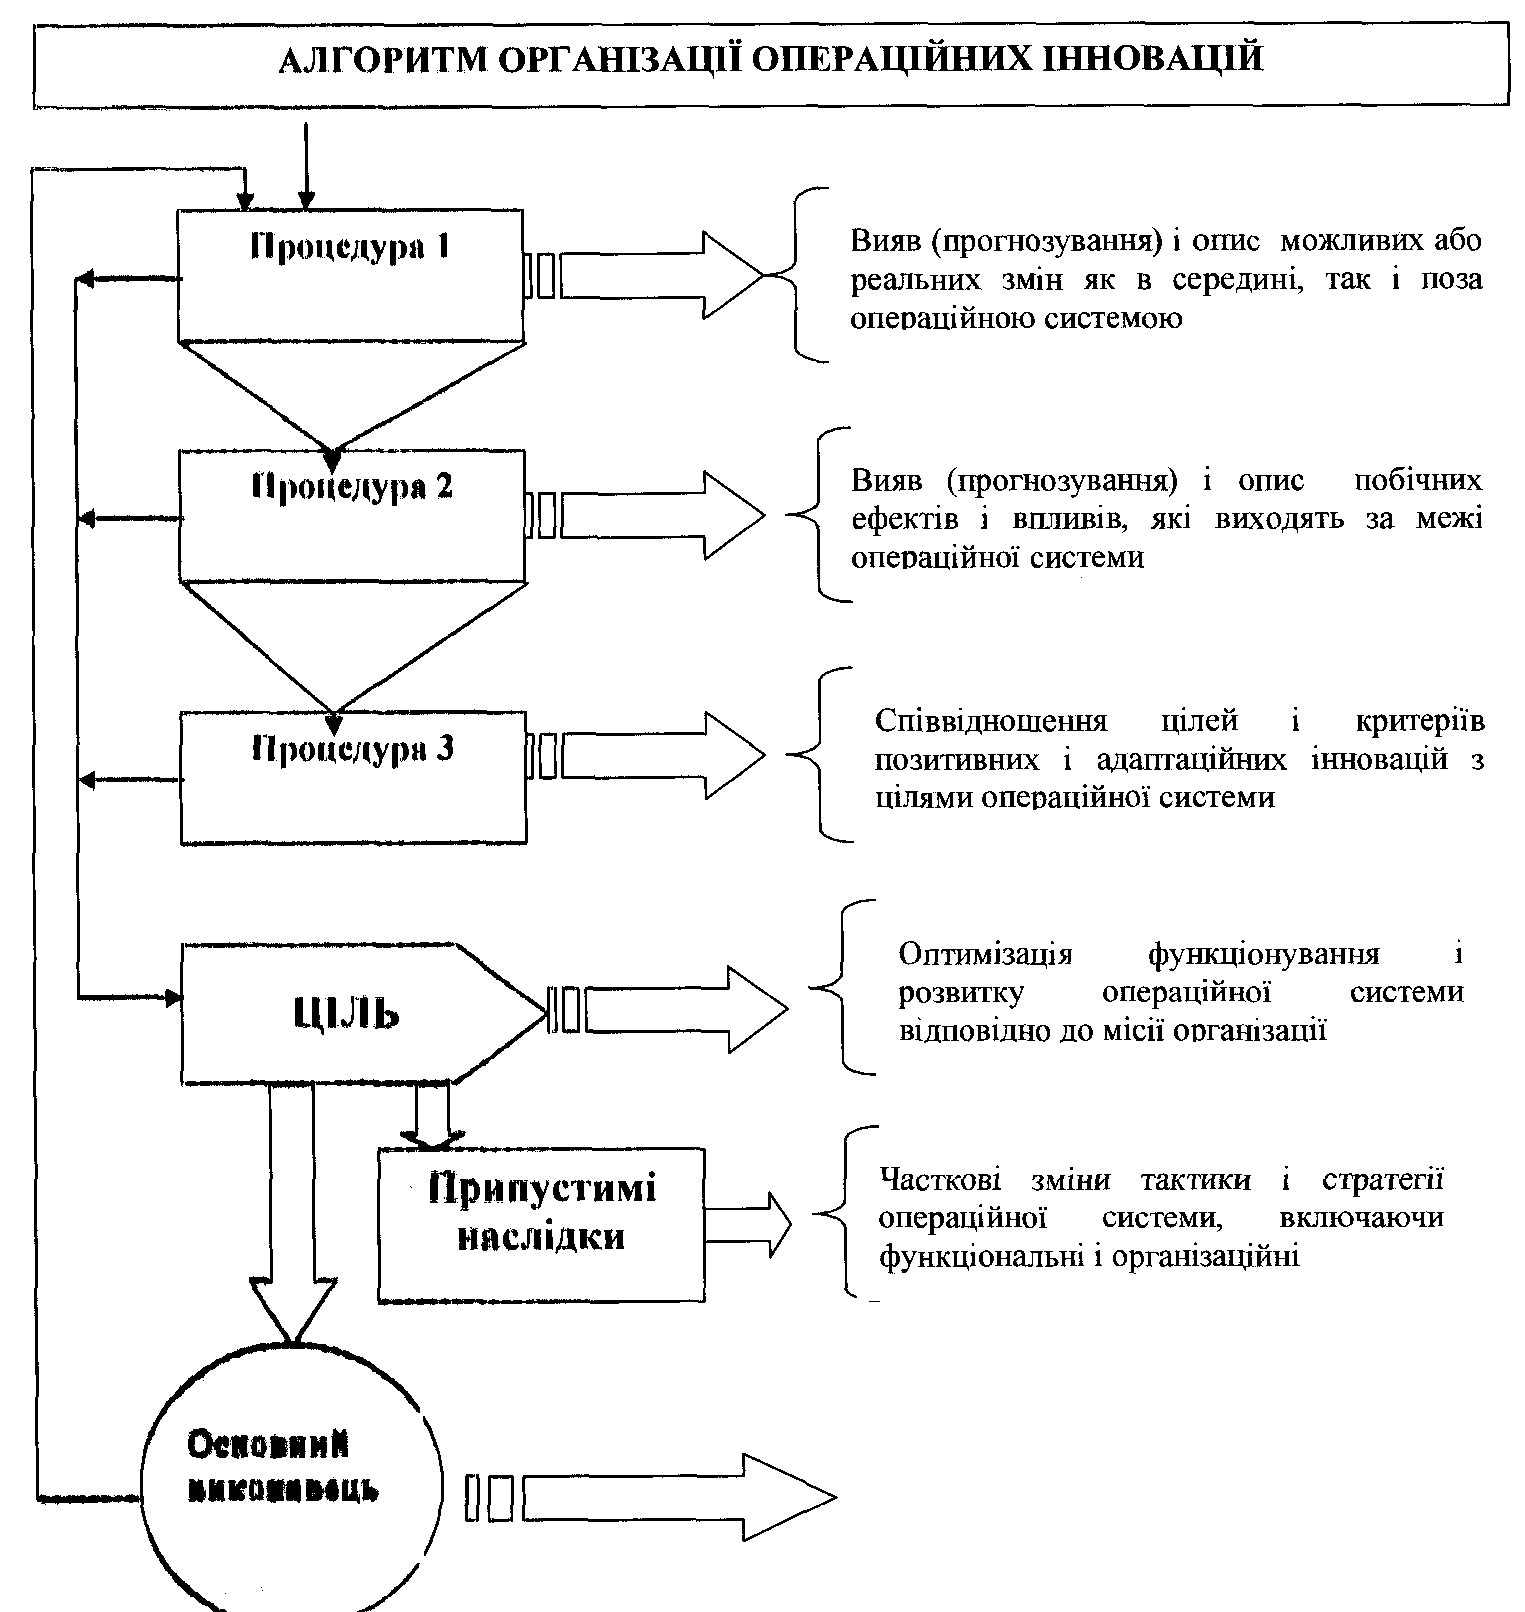 АЛГОРИТМ ОРГАНІЗАЦІЇ ОПЕРАЦІЙНИХ ІННОВАЦІЙ
Процедура 1
Вияв (прогнозування) і опис можливих або
реальних змін як в середині, так і поза
операційною системою
Процедура 2
Вияв (прогнозування) і опис побічних
ефектів і впливів, які виходять за межі
операційної системи
Процедура 3
Співвідношення цілей і критеріїв
позитивних і адаптаційних інновацій з
цілями операційної системи
ЦІЛЬ
Оптимізація функціонування і
розвитку операційної системи
відповідно до місії організації
Припустимі
наслідки
Часткові зміни тактики і стратегії
операційної системи, включаючи
функціональні і організаційні
Основний
виконавець